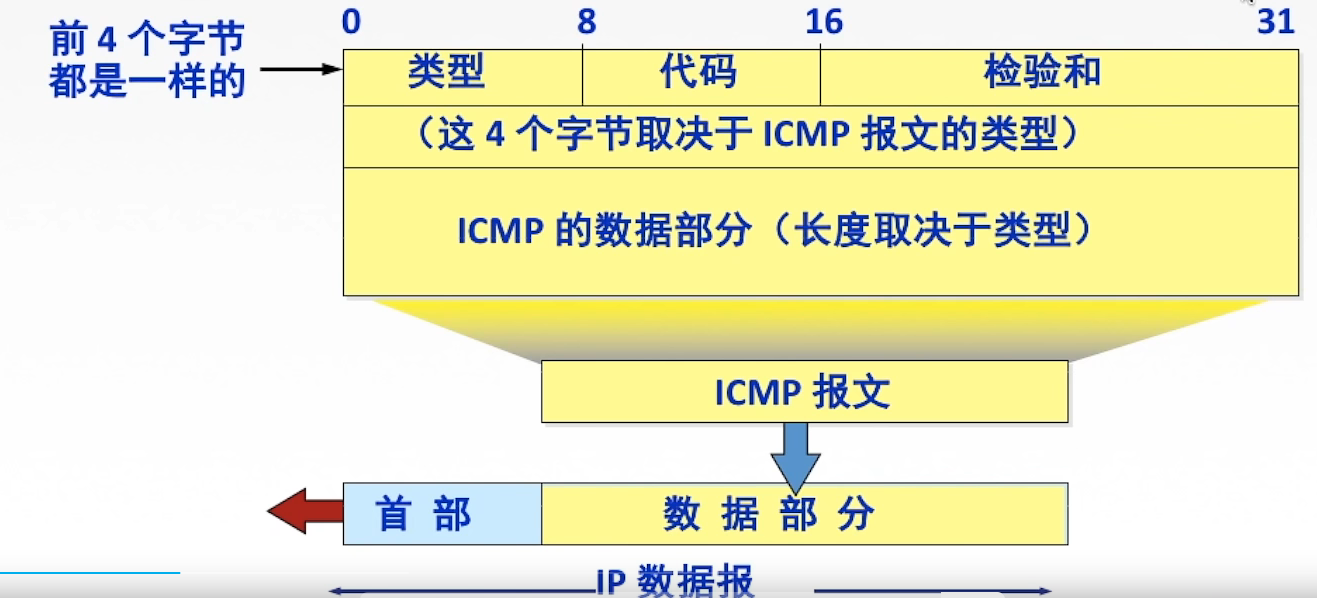 0 8 16 31
前 4 个字节
都是一样的
类型 代码 检验和
（这 4 个字节取决于 ICMP 报文的类型）
ICMP 的数据部分（长度取决于类型）
ICMP 报文
首 部 数 据 部 分
IP 数据报